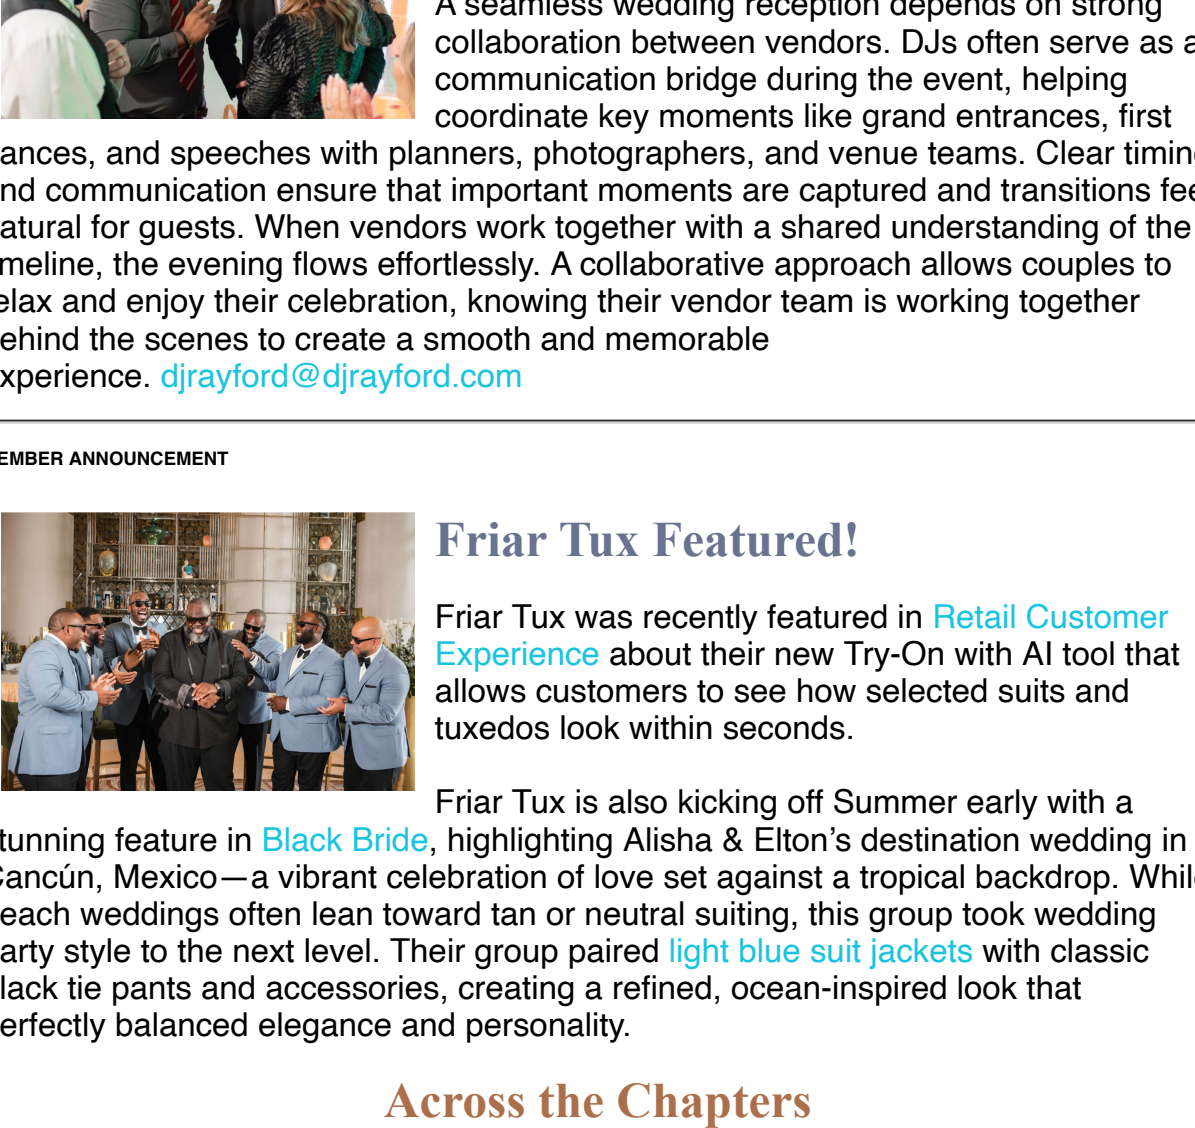 A seamless wedding reception depends on strong
collaboration between vendors. DJs often serve as a
communication bridge during the event, helping
coordinate key moments like grand entrances, first
ances, and speeches with planners, photographers, and venue teams. Clear timin
nd communication ensure that important moments are captured and transitions fee
atural for guests. When vendors work together with a shared understanding of the
meline, the evening flows effortlessly. A collaborative approach allows couples to
elax and enjoy their celebration, knowing their vendor team is working together
ehind the scenes to create a smooth and memorable
xperience. djrayford@djrayford.com
EMBER ANNOUNCEMENT
Friar Tux Featured!
Friar Tux was recently featured in Retail Customer
Experience about their new Try-On with AI tool that
allows customers to see how selected suits and
tuxedos look within seconds.
Friar Tux is also kicking off Summer early with a
tunning feature in Black Bride, highlighting Alisha & Elton’s destination wedding in
Cancún, Mexico—a vibrant celebration of love set against a tropical backdrop. Whil
each weddings often lean toward tan or neutral suiting, this group took wedding
arty style to the next level. Their group paired light blue suit jackets with classic
lack tie pants and accessories, creating a refined, ocean-inspired look that
erfectly balanced elegance and personality.
Across the Chapters